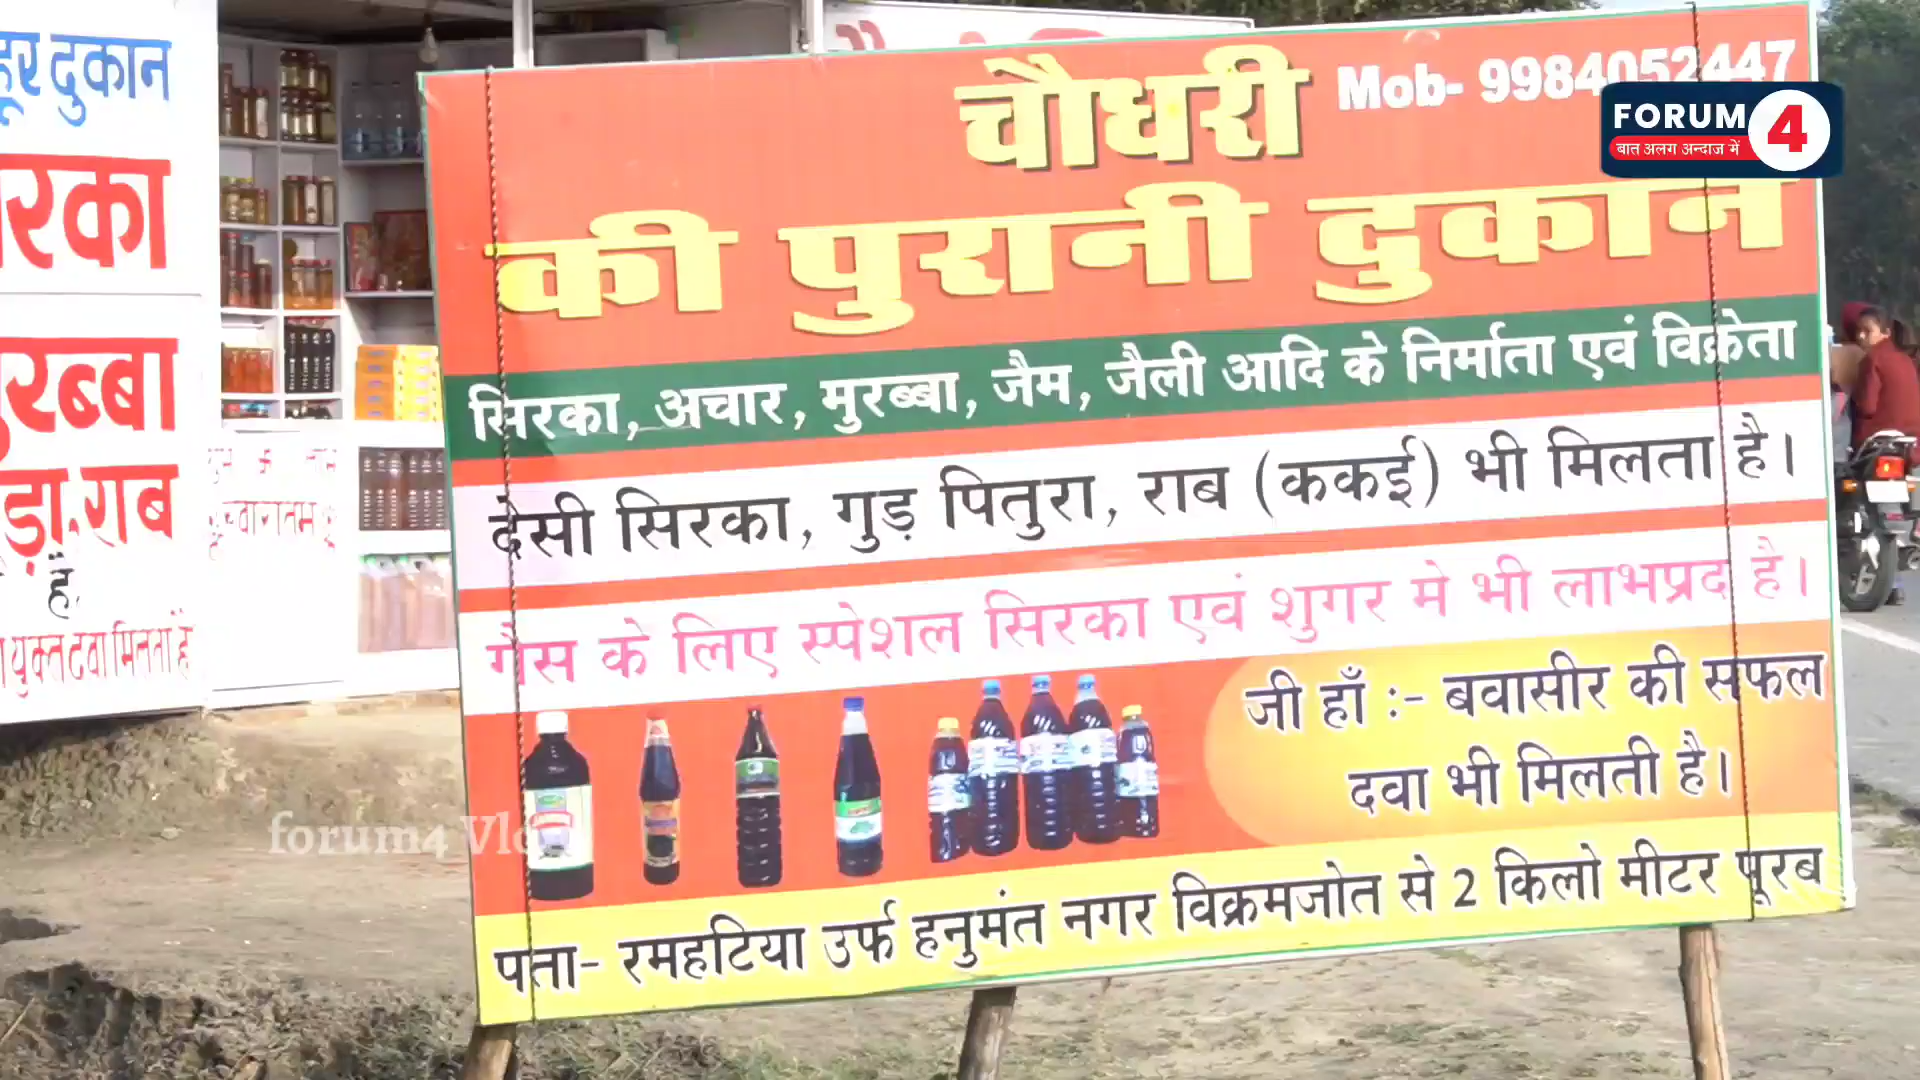 चौधरी
Mob- 9984052447
की पुरानी दुकान
सिरका, अचार, मुरब्बा, जैम, जैली आदि के निर्माता एवं विक्रेता
देसी सिरका, गुड़ पितुरा, राब (ककई) भी मिलता है।
गैस के लिए स्पेशल सिरका एवं शुगर मे भी लाभप्रद है।
जी हाँ :- बवासीर की सफल
दवा भी मिलती है।
पता- रमहटिया उर्फ हनुमंत नगर विक्रमजोत से 2 किलो मीटर पूरब
FORUM 4
बात अलग अन्दाज में
दुकान
रका
रब्बा
ड़ा, राब
है,
युक्त दवा मिलता है
forum4 Vlo